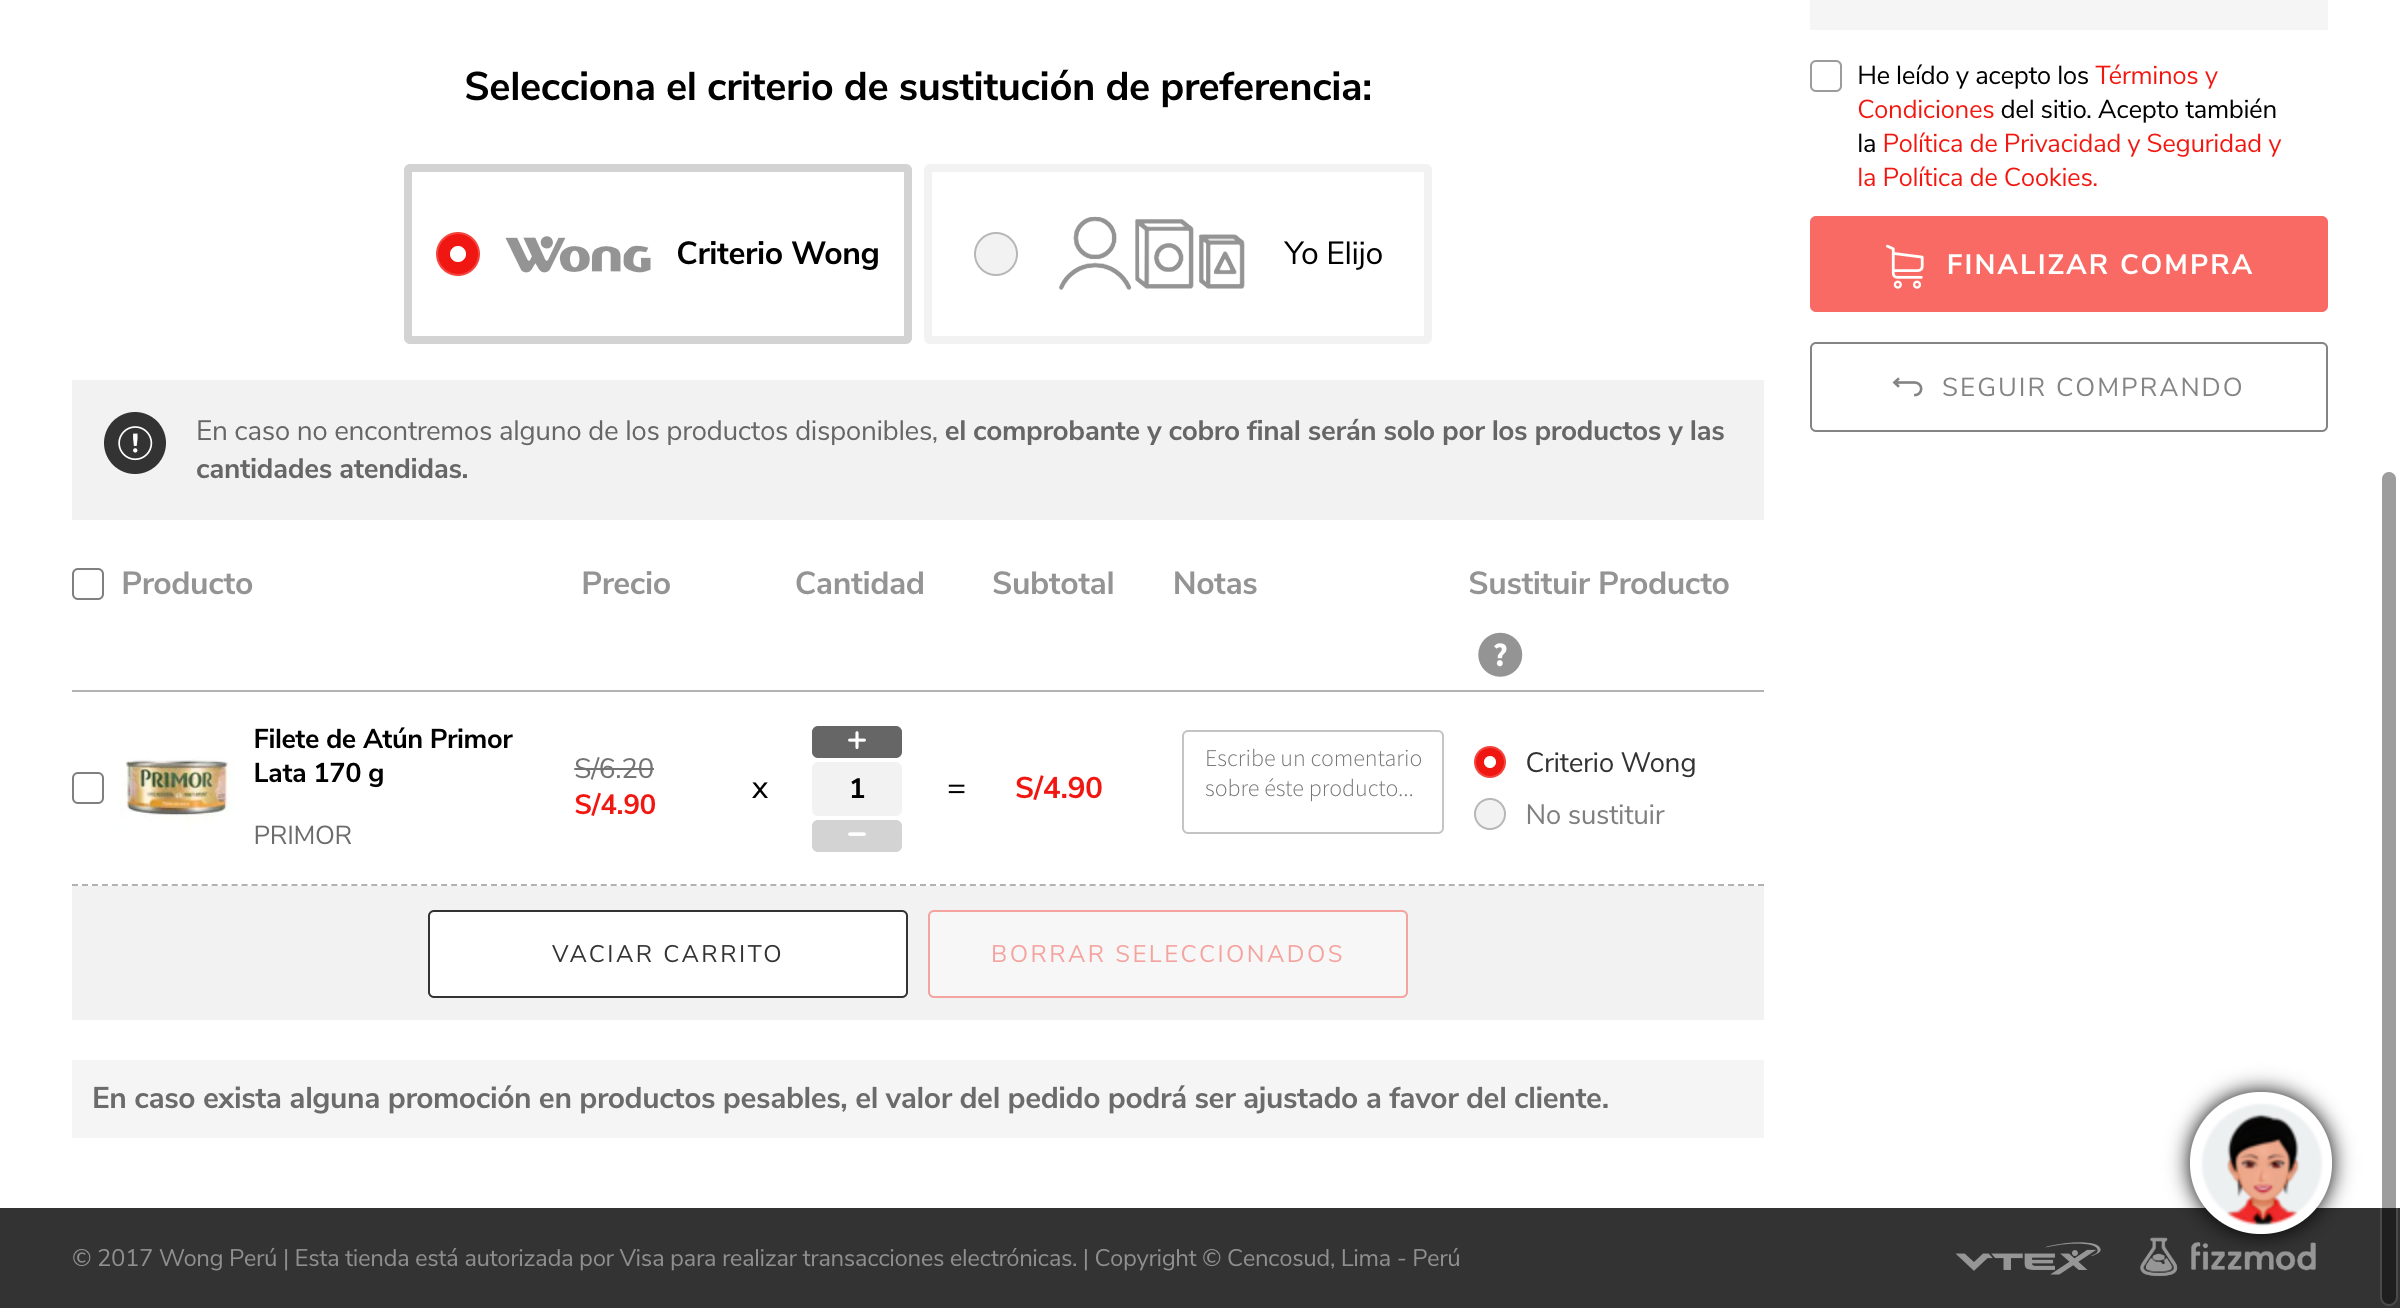 Selecciona el criterio de sustitución de preferencia:
Wong Criterio Wong
Yo Elijo
En caso no encontremos alguno de los productos disponibles, el comprobante y cobro final serán solo por los productos y las
cantidades atendidas.
Producto Precio Cantidad Subtotal Notas Sustituir Producto
?
Filete de Atún Primor
Lata 170 g
PRIMOR
PRIMOR
S/6.20
S/4.90
x
+
1
−
=
S/4.90
Escribe un comentario
sobre éste producto...
Criterio Wong
No sustituir
VACIAR CARRITO
BORRAR SELECCIONADOS
En caso exista alguna promoción en productos pesables, el valor del pedido podrá ser ajustado a favor del cliente.
He leído y acepto los Términos y
Condiciones del sitio. Acepto también
la Política de Privacidad y Seguridad y
la Política de Cookies.
FINALIZAR COMPRA
SEGUIR COMPRANDO
© 2017 Wong Perú | Esta tienda está autorizada por Visa para realizar transacciones electrónicas. | Copyright © Cencosud, Lima - Perú
VTEX
fizzmod